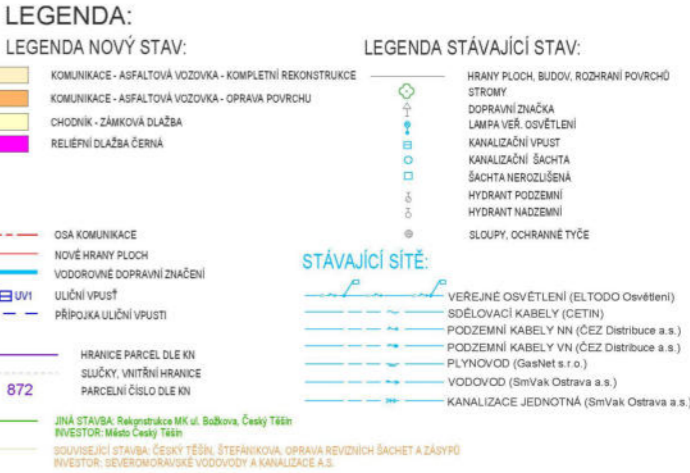 LEGENDA:
LEGENDA NOVÝ STAV:
KOMUNIKACE - ASFALTOVÁ VOZOVKA - KOMPLETNÍ REKONSTRUKCE
KOMUNIKACE - ASFALTOVÁ VOZOVKA - OPRAVA POVRCHU
CHODNÍK - ZÁMKOVÁ DLAŽBA
RELIÉFNÍ DLAŽBA ČERNÁ
OSA KOMUNIKACE
NOVÉ HRANY PLOCH
VODOROVNÉ DOPRAVNÍ ZNAČENÍ
UV1 ULIČNÍ VPUSŤ
PŘÍPOJKA ULIČNÍ VPUSTI
HRANICE PARCEL DLE KN
SLUČKY, VNITŘNÍ HRANICE
872 PARCELNÍ ČÍSLO DLE KN
JINÁ STAVBA: Rekonstrukce MK ul. Božkova, Český Těšín
INVESTOR: Město Český Těšín
SOUVISEJÍCÍ STAVBA: ČESKÝ TĚŠÍN, ŠTEFÁNIKOVA, OPRAVA REVIZNÍCH ŠACHET A ZÁSYPŮ
INVESTOR: SEVEROMORAVSKÉ VODOVODY A KANALIZACE A.S.
LEGENDA STÁVAJÍCÍ STAV:
HRANY PLOCH, BUDOV, ROZHRANÍ POVRCHŮ
STROMY
DOPRAVNÍ ZNAČKA
LAMPA VEŘ. OSVĚTLENÍ
KANALIZAČNÍ VPUST
KANALIZAČNÍ ŠACHTA
ŠACHTA NEROZLIŠENÁ
HYDRANT PODZEMNÍ
HYDRANT NADZEMNÍ
SLOUPY, OCHRANNÉ TYČE
STÁVAJÍCÍ SÍTĚ:
VEŘEJNÉ OSVĚTLENÍ (ELTODO Osvětlení)
SDĚLOVACÍ KABELY (CETIN)
PODZEMNÍ KABELY NN (ČEZ Distribuce a.s.)
PODZEMNÍ KABELY VN (ČEZ Distribuce a.s.)
PLYNOVOD (GasNet s.r.o.)
VODOVOD (SmVak Ostrava a.s.)
KANALIZACE JEDNOTNÁ (SmVak Ostrava a.s.)